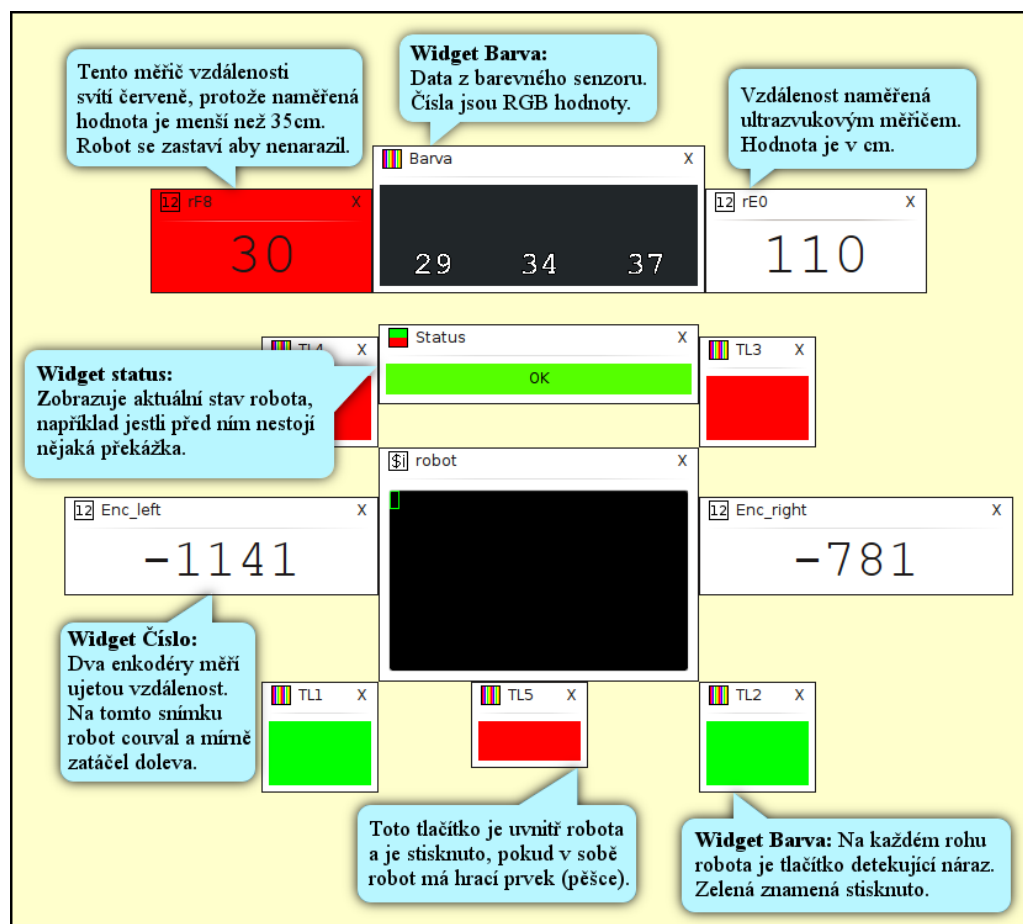 Tento měřič vzdálenosti
svítí červeně, protože naměřená
hodnota je menší než 35cm.
Robot se zastaví aby nenarazil.
Widget Barva:
Data z barevného senzoru.
Čísla jsou RGB hodnoty.
Vzdálenost naměřená
ultrazvukovým měřičem.
Hodnota je v cm.
12 rF8 X
30
Barva X
29 34 37
12 rE0 X
110
TL4 X
Status X
OK
TL3 X
Widget status:
Zobrazuje aktuální stav robota,
například jestli před ním nestojí
nějaká překážka.
$i robot X
12 Enc_left X
-1141
12 Enc_right X
-781
Widget Číslo:
Dva enkodéry měří
ujetou vzdálenost.
Na tomto snímku
robot couval a mírně
zatáčel doleva.
TL1 X
TL5 X
TL2 X
Toto tlačítko je uvnitř robota
a je stisknuto, pokud v sobě
robot má hrací prvek (pěšce).
Widget Barva: Na každém rohu
robota je tlačítko detekující náraz.
Zelená znamená stisknuto.